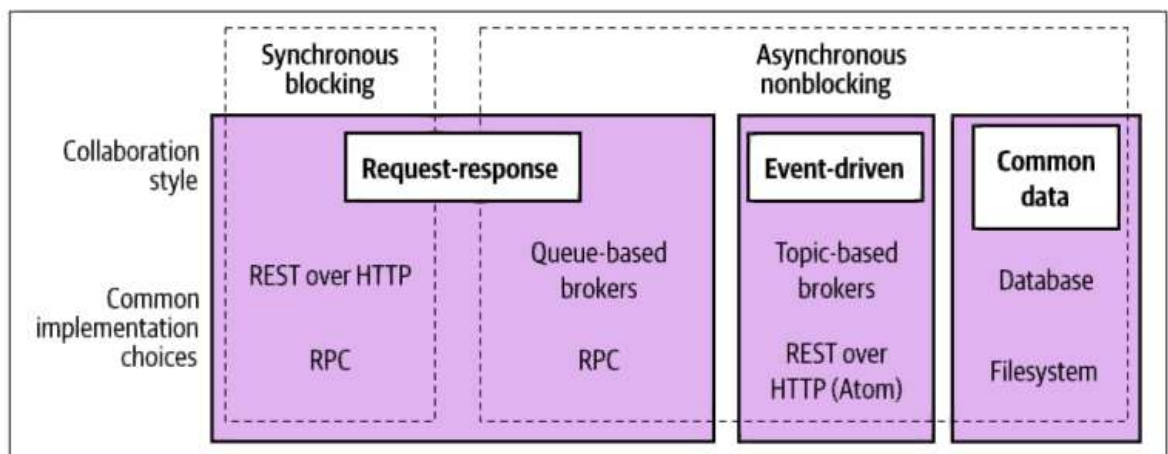 Synchronous
blocking
Asynchronous
nonblocking
Collaboration
style
Request-response
Event-driven
Common
data
Common
implementation
choices
REST over HTTP
RPC
Queue-based
brokers
RPC
Topic-based
brokers
REST over
HTTP (Atom)
Database
Filesystem